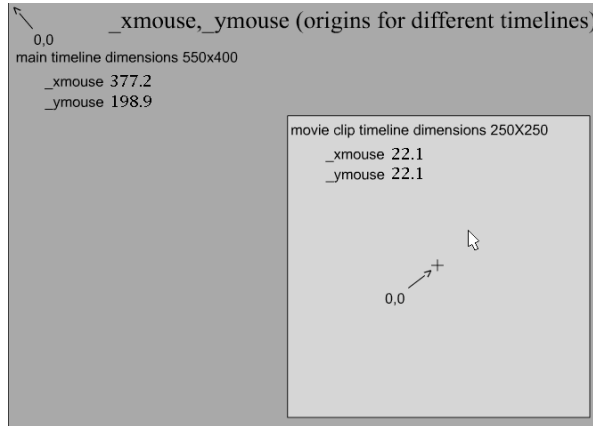 _xmouse,_ymouse (origins for different timelines)
0,0
main timeline dimensions 550x400
_xmouse 377.2
_ymouse 198.9
movie clip timeline dimensions 250X250
_xmouse 22.1
_ymouse 22.1
0,0